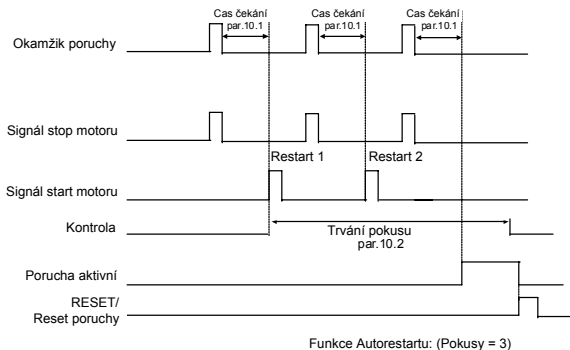 Cas čekání
par.10.1
Cas čekání
par.10.1
Cas čekání
par.10.1
Okamžik poruchy
Signál stop motoru
Restart 1
Restart 2
Signál start motoru
Kontrola
Trvání pokusu
par.10.2
Porucha aktivní
RESET/
Reset poruchy
Funkce Autorestartu: (Pokusy = 3)